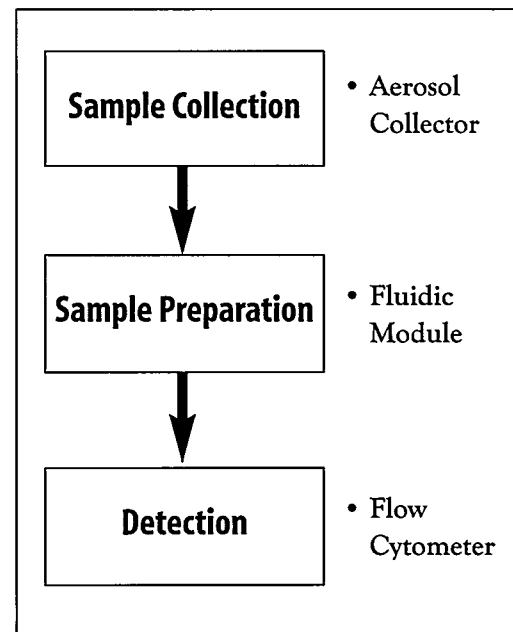 Sample Collection
• Aerosol
Collector
Sample Preparation
• Fluidic
Module
Detection
• Flow
Cytometer